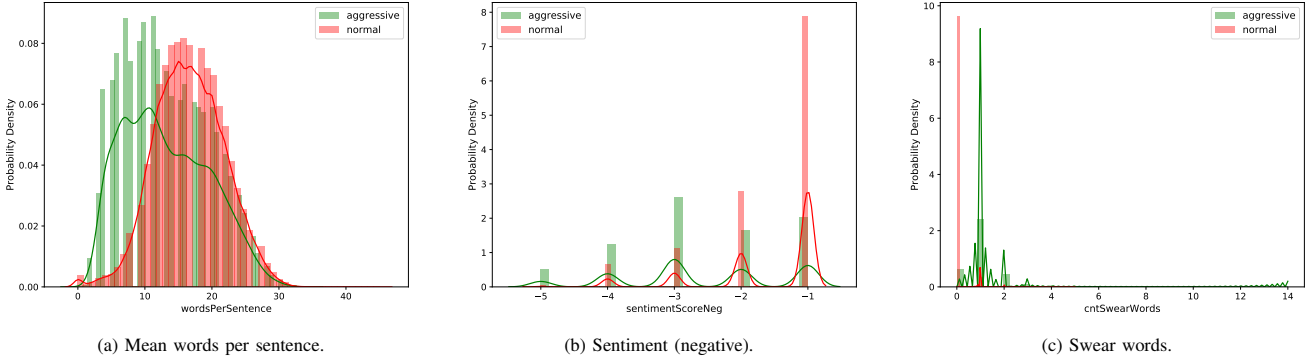 aggressive
normal
0.08
0.06
0.04
0.02
0.00
Probability Density
0 10 20 30 40
wordsPerSentence
(a) Mean words per sentence.
aggressive
normal
8
7
6
5
4
3
2
1
0
Probability Density
−5 −4 −3 −2 −1
sentimentScoreNeg
(b) Sentiment (negative).
aggressive
normal
10
8
6
4
2
0
Probability Density
0 2 4 6 8 10 12 14
cntSwearWords
(c) Swear words.